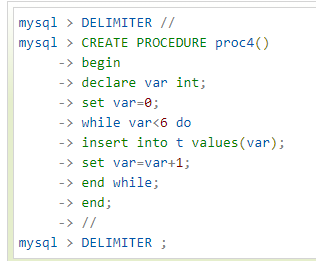 mysql > DELIMITER //
mysql > CREATE PROCEDURE proc4()
-> begin
-> declare var int;
-> set var=0;
-> while var<6 do
-> insert into t values(var);
-> set var=var+1;
-> end while;
-> end;
-> //
mysql > DELIMITER ;